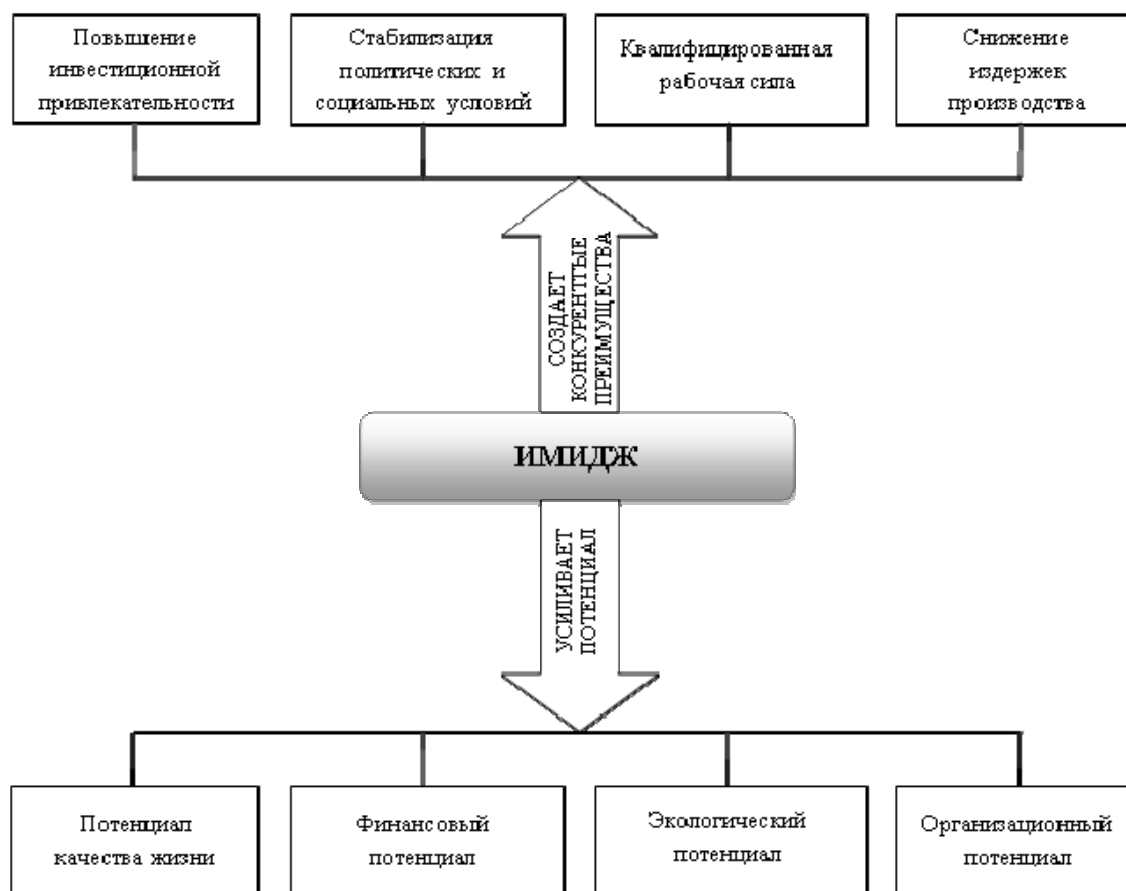 Повышение
инвестиционной
привлекательности
Стабилизация
политических и
социальных условий
Квалифицированная
рабочая сила
Снижение
издержек
производства
СОЗДАЕТ
КОНКУРЕНТНЫЕ
ПРЕИМУЩЕСТВА
ИМИДЖ
УСИЛИВАЕТ
ПОТЕНЦИАЛ
Потенциал
качества жизни
Финансовый
потенциал
Экологический
потенциал
Организационный
потенциал